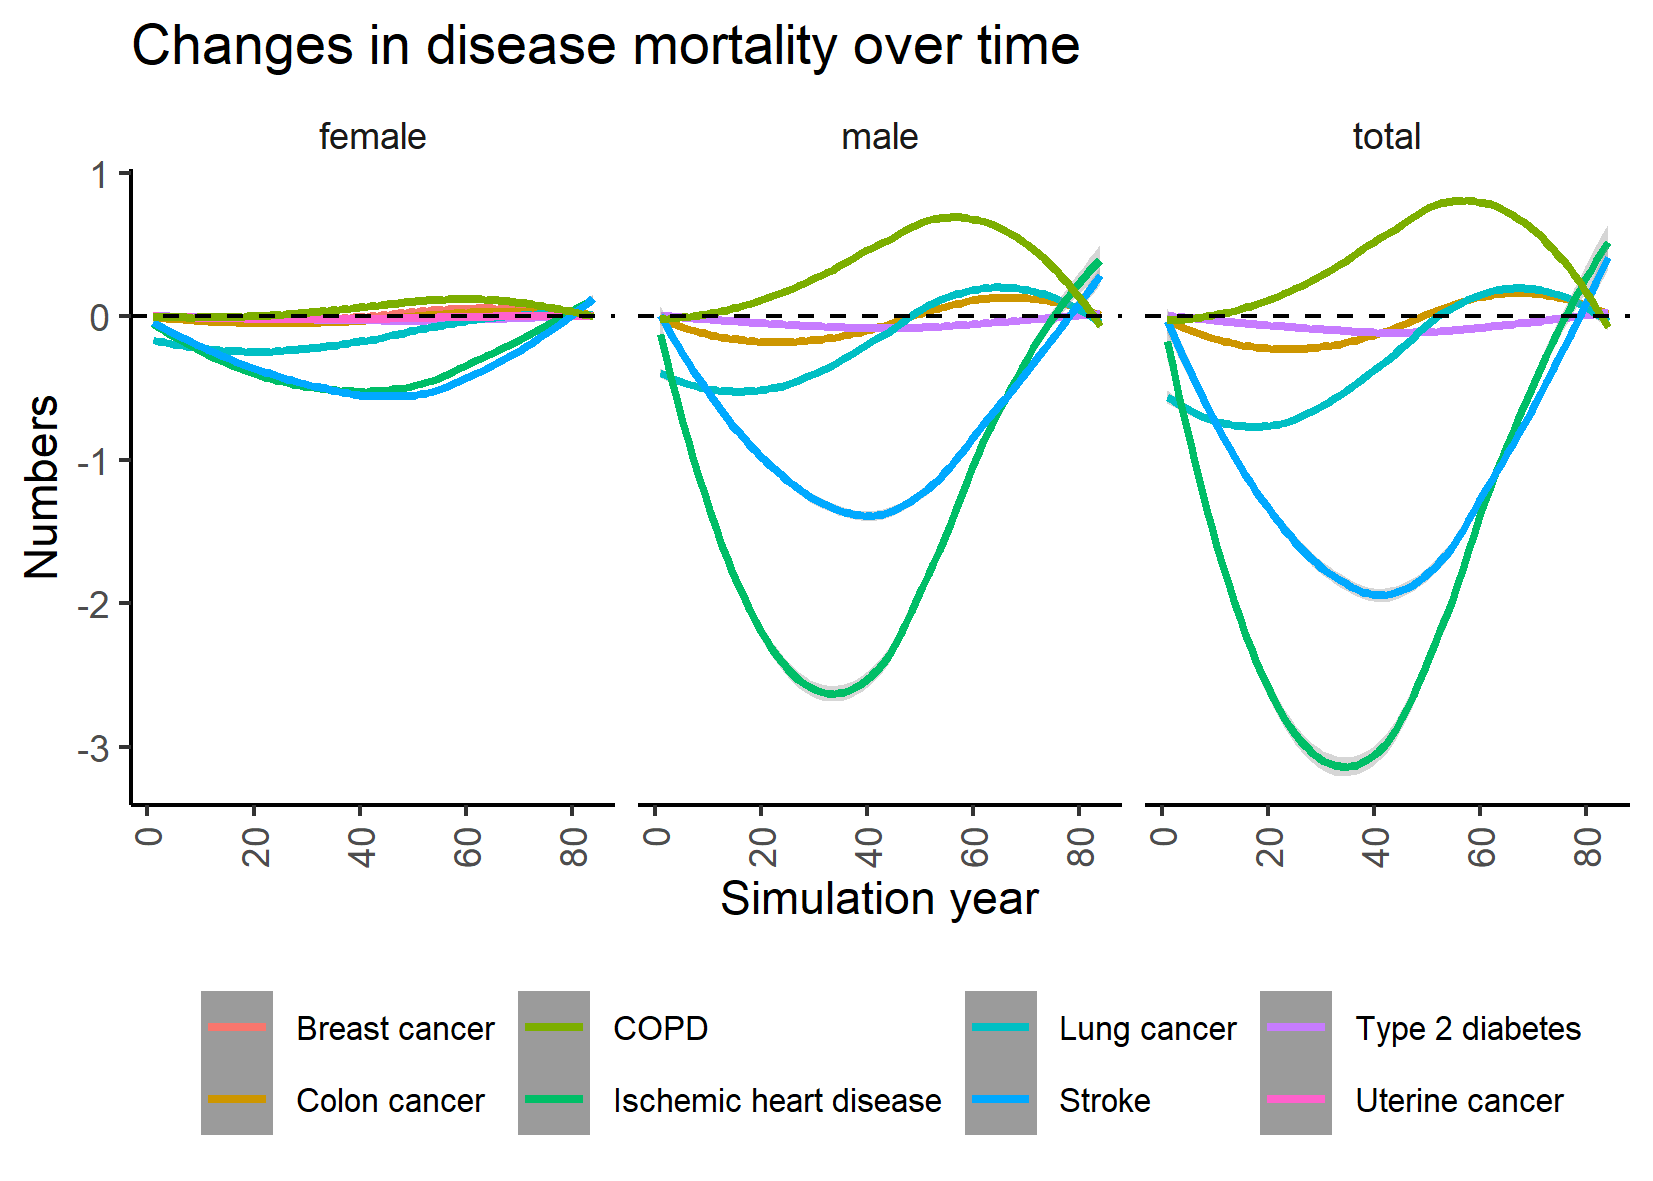 Changes in disease mortality over time
female male total
1
0
-1
-2
-3
Numbers
0 20 40 60 80 0 20 40 60 80 0 20 40 60 80
Simulation year
Breast cancer COPD Lung cancer Type 2 diabetes
Colon cancer Ischemic heart disease Stroke Uterine cancer